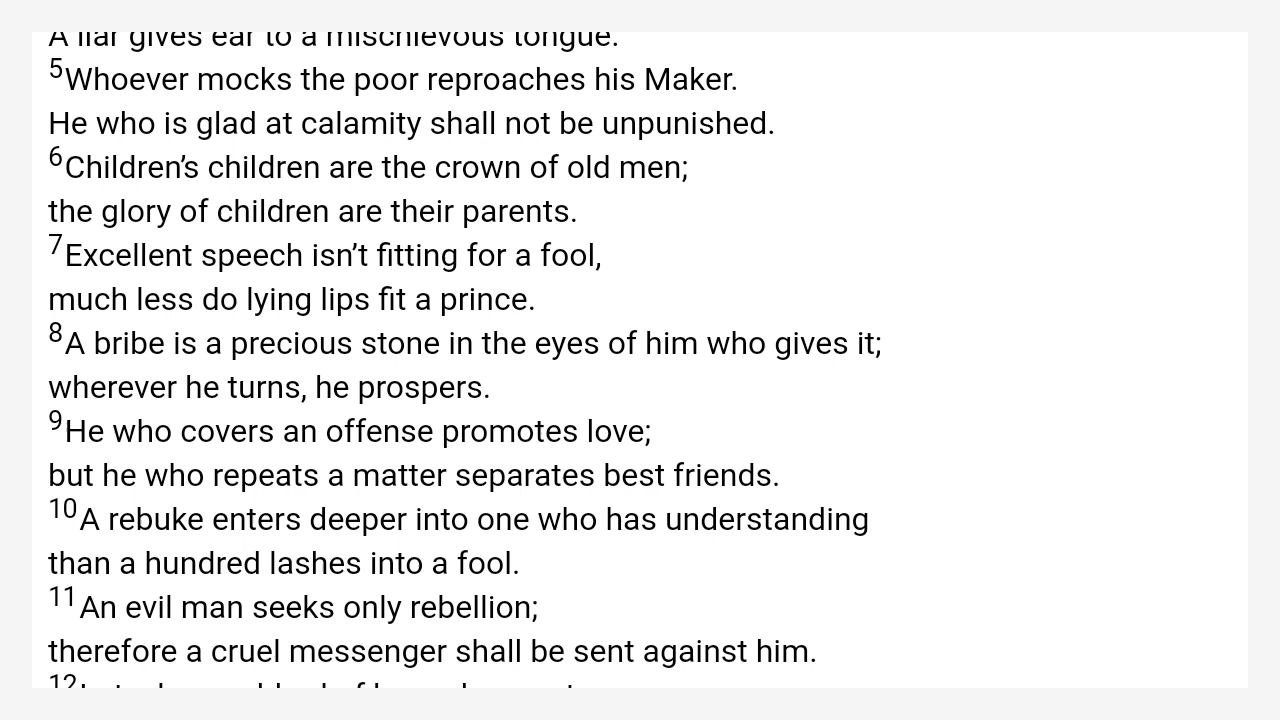 A liar gives ear to a mischievous tongue.
5Whoever mocks the poor reproaches his Maker.
He who is glad at calamity shall not be unpunished.
6Children’s children are the crown of old men;
the glory of children are their parents.
7Excellent speech isn’t fitting for a fool,
much less do lying lips fit a prince.
8A bribe is a precious stone in the eyes of him who gives it;
wherever he turns, he prospers.
9He who covers an offense promotes love;
but he who repeats a matter separates best friends.
10A rebuke enters deeper into one who has understanding
than a hundred lashes into a fool.
11An evil man seeks only rebellion;
therefore a cruel messenger shall be sent against him.
12